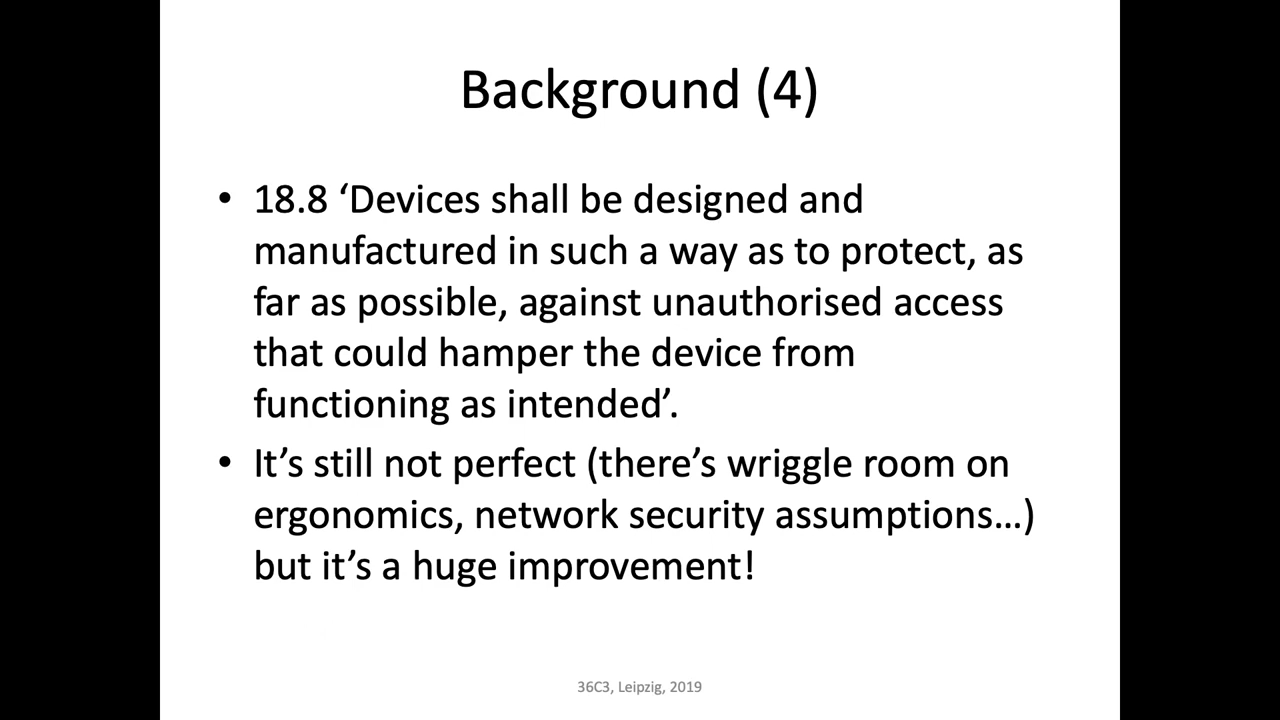 Background (4)
• 18.8 ‘Devices shall be designed and
manufactured in such a way as to protect, as
far as possible, against unauthorised access
that could hamper the device from
functioning as intended’.
• It’s still not perfect (there’s wriggle room on
ergonomics, network security assumptions…)
but it’s a huge improvement!
36C3, Leipzig, 2019